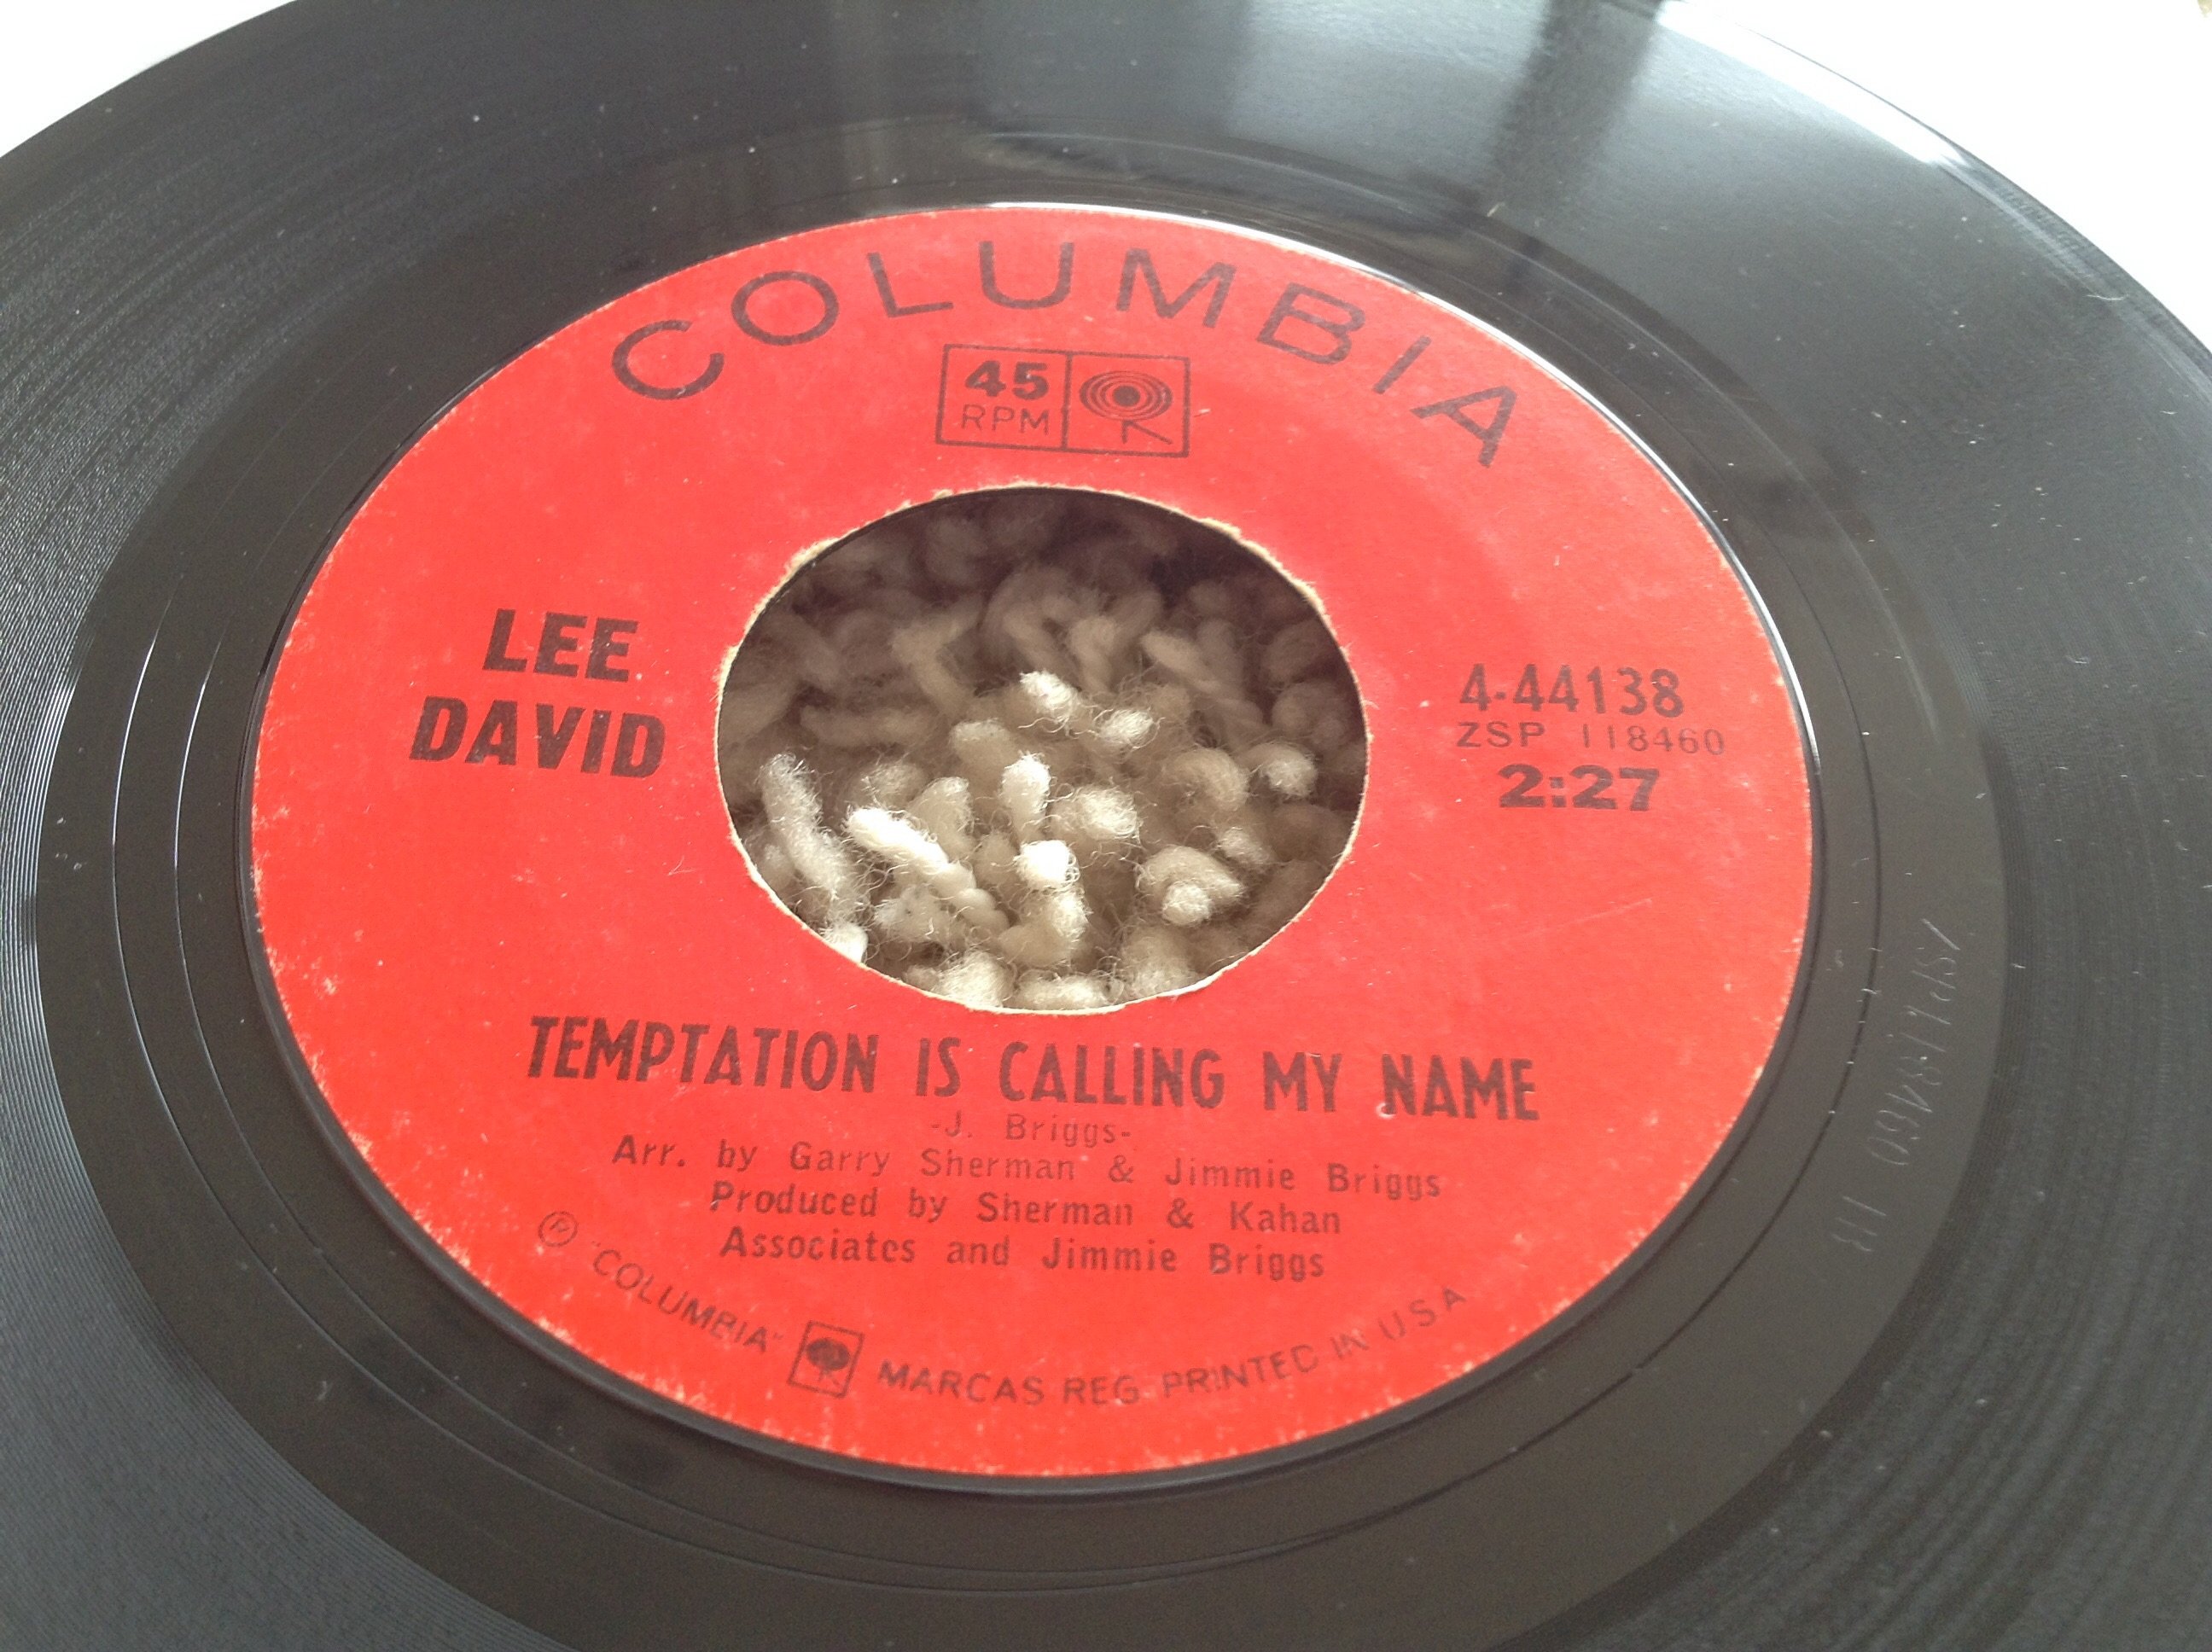 COLUMBIA
45
RPM
LEE
DAVID
4-44138
ZSP 118460
2:27
TEMPTATION IS CALLING MY NAME
-J. Briggs-
Arr. by Garry Sherman & Jimmie Briggs
Produced by Sherman & Kahan
Associates and Jimmie Briggs
Ⓟ "COLUMBIA" MARCAS REG. PRINTED IN U.S.A.
ZSP118460